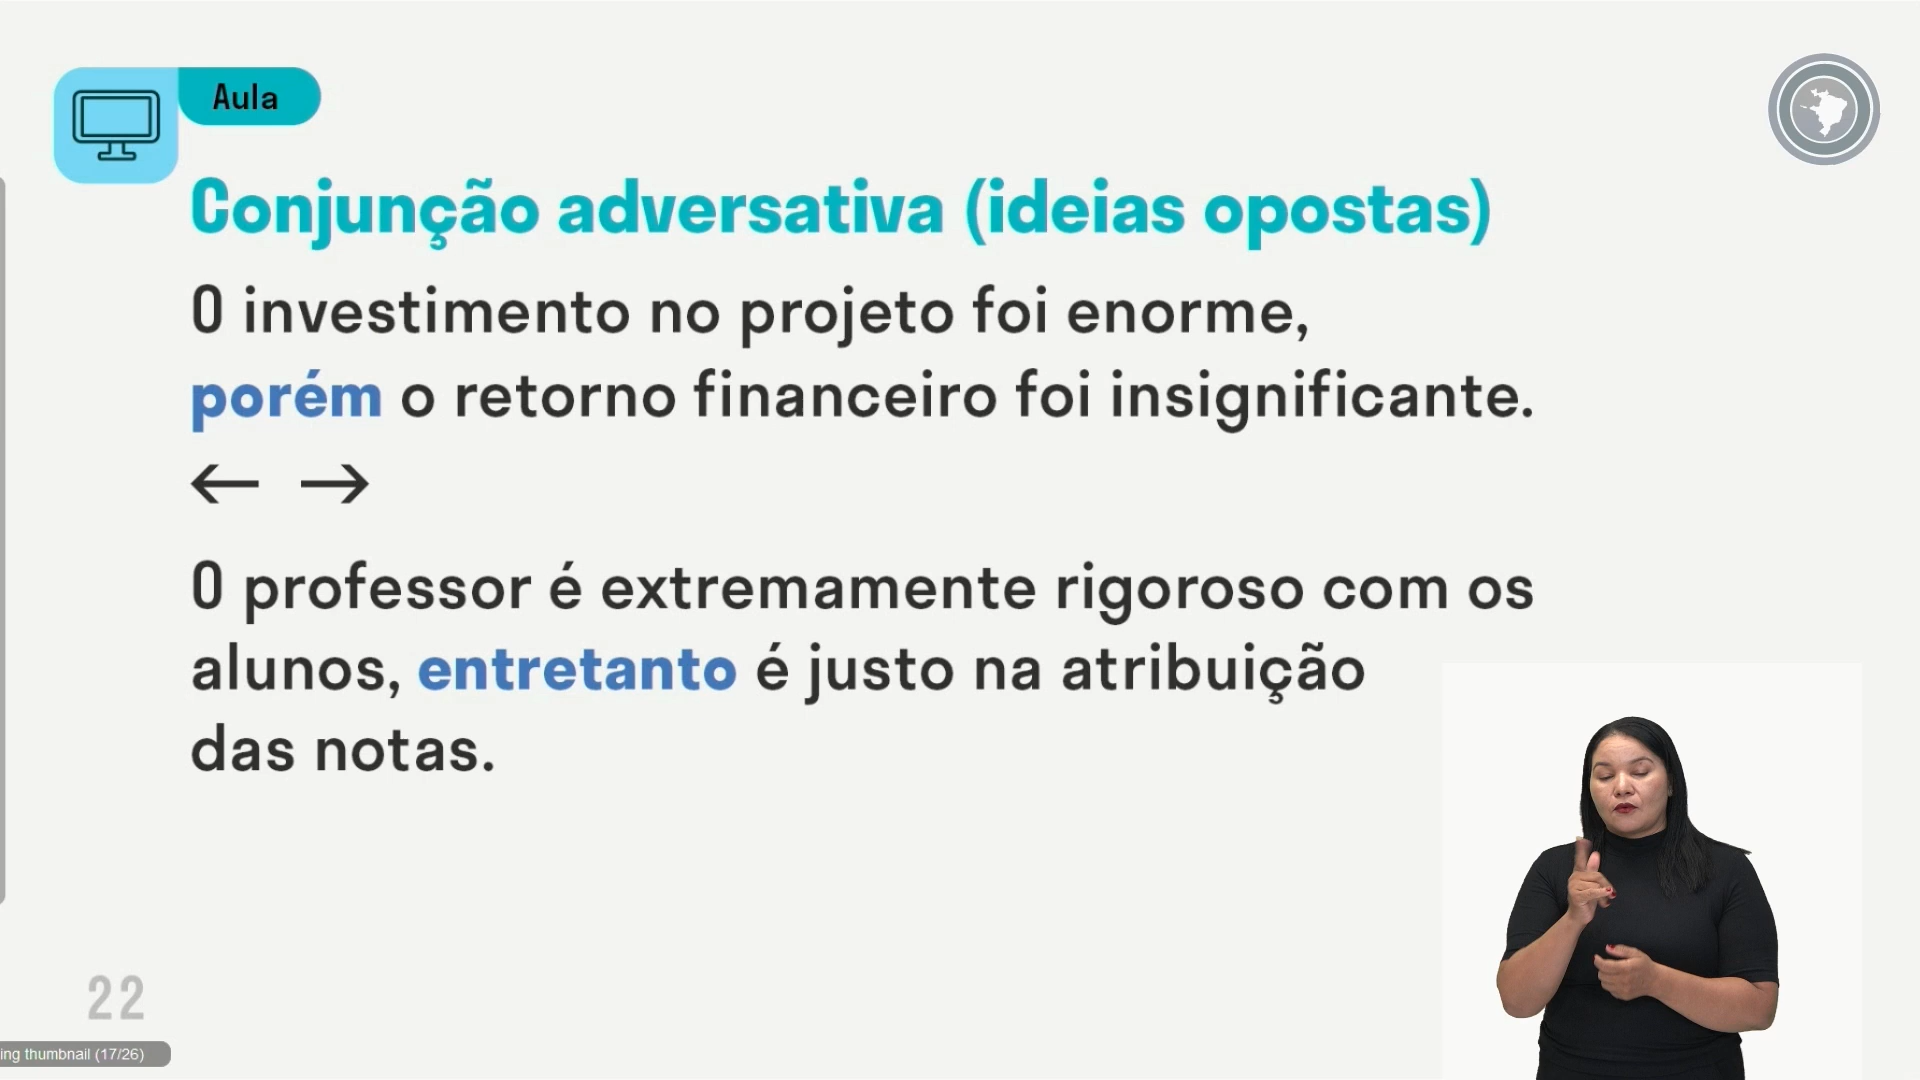 Aula
Conjunção adversativa (ideias opostas)
O investimento no projeto foi enorme,
porém o retorno financeiro foi insignificante.
← →
O professor é extremamente rigoroso com os
alunos, entretanto é justo na atribuição
das notas.
22
ing thumbnail (17/26)